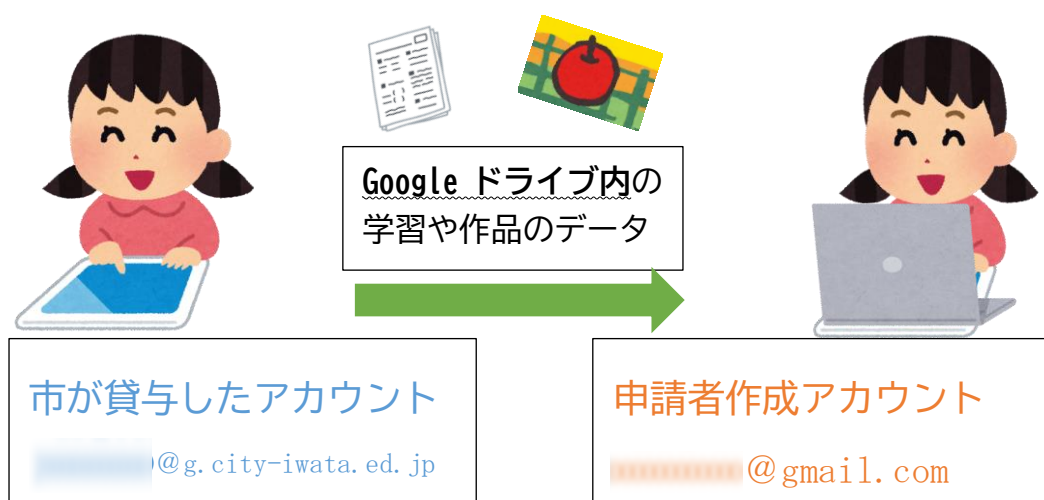 Google ドライブ内の
学習や作品のデータ
市が貸与したアカウント
@g.city-iwata.ed.jp
申請者作成アカウント
@gmail.com